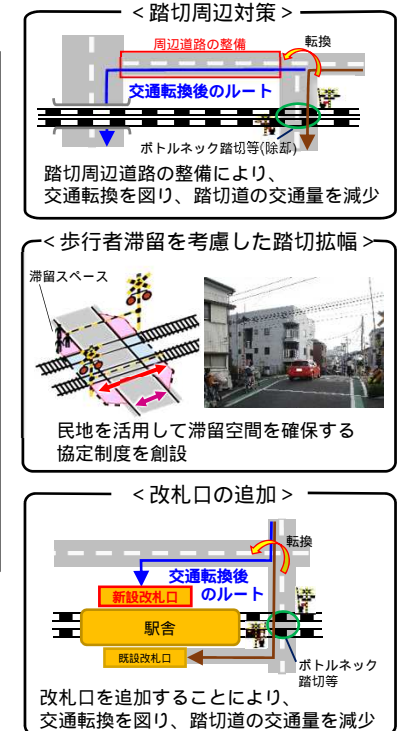 <踏切周辺対策>
周辺道路の整備
転換
交通転換後のルート
ボトルネック踏切等(除却)
踏切周辺道路の整備により、
交通転換を図り、踏切道の交通量を減少
<歩行者滞留を考慮した踏切拡幅>
滞留スペース
民地を活用して滞留空間を確保する
協定制度を創設
<改札口の追加>
転換
交通転換後
のルート
新設改札口
駅舎
既設改札口
ボトルネック
踏切等
改札口を追加することにより、
交通転換を図り、踏切道の交通量を減少